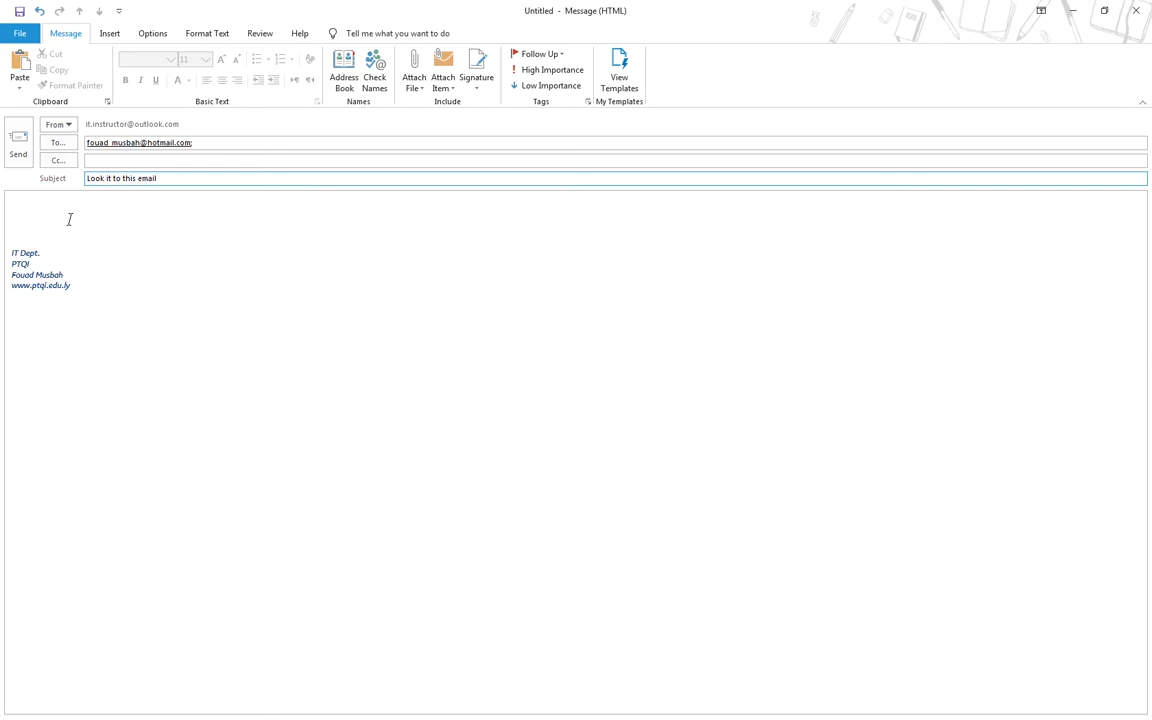 Untitled - Message (HTML)
File Message Insert Options Format Text Review Help Tell me what you want to do
Paste
Cut
Copy
Format Painter
Clipboard
11
B I U A
Basic Text
Address Book
Check Names
Names
Attach File
Attach Item
Signature
Include
Follow Up
High Importance
Low Importance
Tags
View Templates
My Templates
Send
From it.instructor@outlook.com
To... fouad_musbah@hotmail.com;
Cc...
Subject Look it to this email
IT Dept.
PTQI
Fouad Musbah
www.ptqi.edu.ly